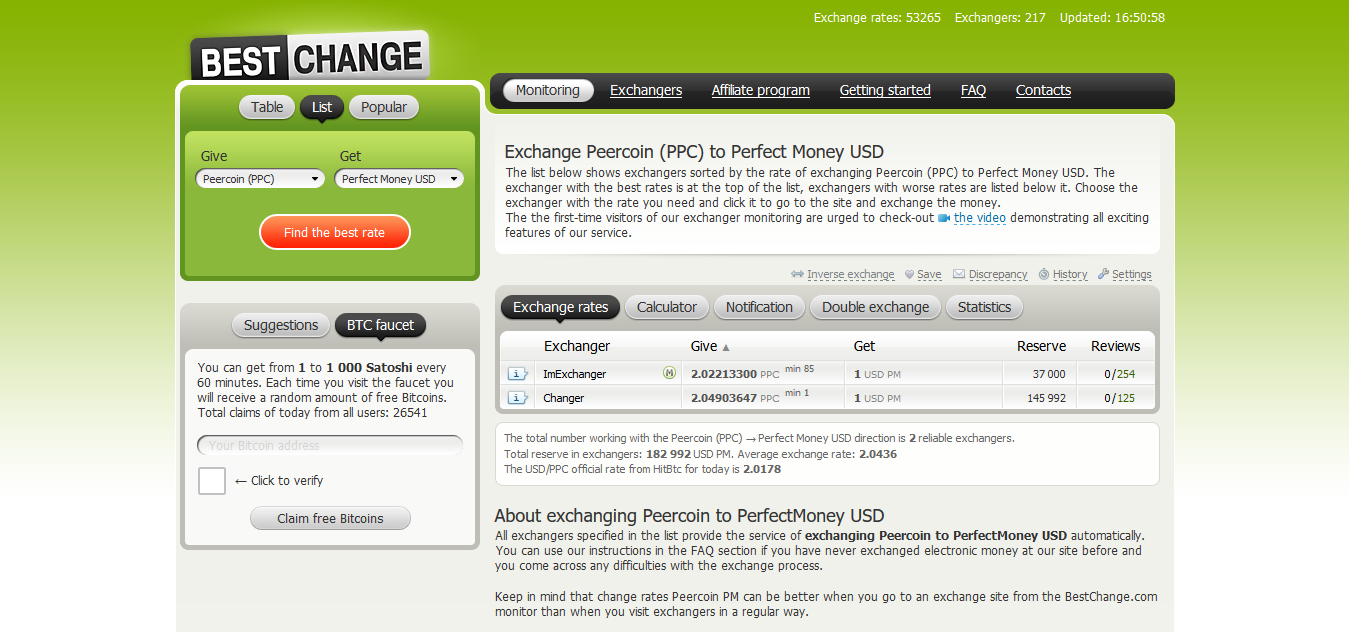 Exchange rates: 53265 Exchangers: 217 Updated: 16:50:58
BEST CHANGE
Monitoring Exchangers Affiliate program Getting started FAQ Contacts
Table List Popular
Give Get
Peercoin (PPC) Perfect Money USD
Find the best rate
Suggestions BTC faucet
You can get from 1 to 1 000 Satoshi every
60 minutes. Each time you visit the faucet you
will receive a random amount of free Bitcoins.
Total claims of today from all users: 26541
Your Bitcoin address
← Click to verify
Claim free Bitcoins
Exchange Peercoin (PPC) to Perfect Money USD
The list below shows exchangers sorted by the rate of exchanging Peercoin (PPC) to Perfect Money USD. The
exchanger with the best rates is at the top of the list, exchangers with worse rates are listed below it. Choose the
exchanger with the rate you need and click it to go to the site and exchange the money.
The the first-time visitors of our exchanger monitoring are urged to check-out the video demonstrating all exciting
features of our service.
Inverse exchange Save Discrepancy History Settings
Exchange rates Calculator Notification Double exchange Statistics
Exchanger Give ▲ Get Reserve Reviews
i ImExchanger M 2.02213300 PPC min 85 1 USD PM 37 000 0/254
i Changer 2.04903647 PPC min 1 1 USD PM 145 992 0/125
The total number working with the Peercoin (PPC) → Perfect Money USD direction is 2 reliable exchangers.
Total reserve in exchangers: 182 992 USD PM. Average exchange rate: 2.0436
The USD/PPC official rate from HitBtc for today is 2.0178
About exchanging Peercoin to PerfectMoney USD
All exchangers specified in the list provide the service of exchanging Peercoin to PerfectMoney USD automatically.
You can use our instructions in the FAQ section if you have never exchanged electronic money at our site before and
you come across any difficulties with the exchange process.
Keep in mind that change rates Peercoin PM can be better when you go to an exchange site from the BestChange.com
monitor than when you visit exchangers in a regular way.